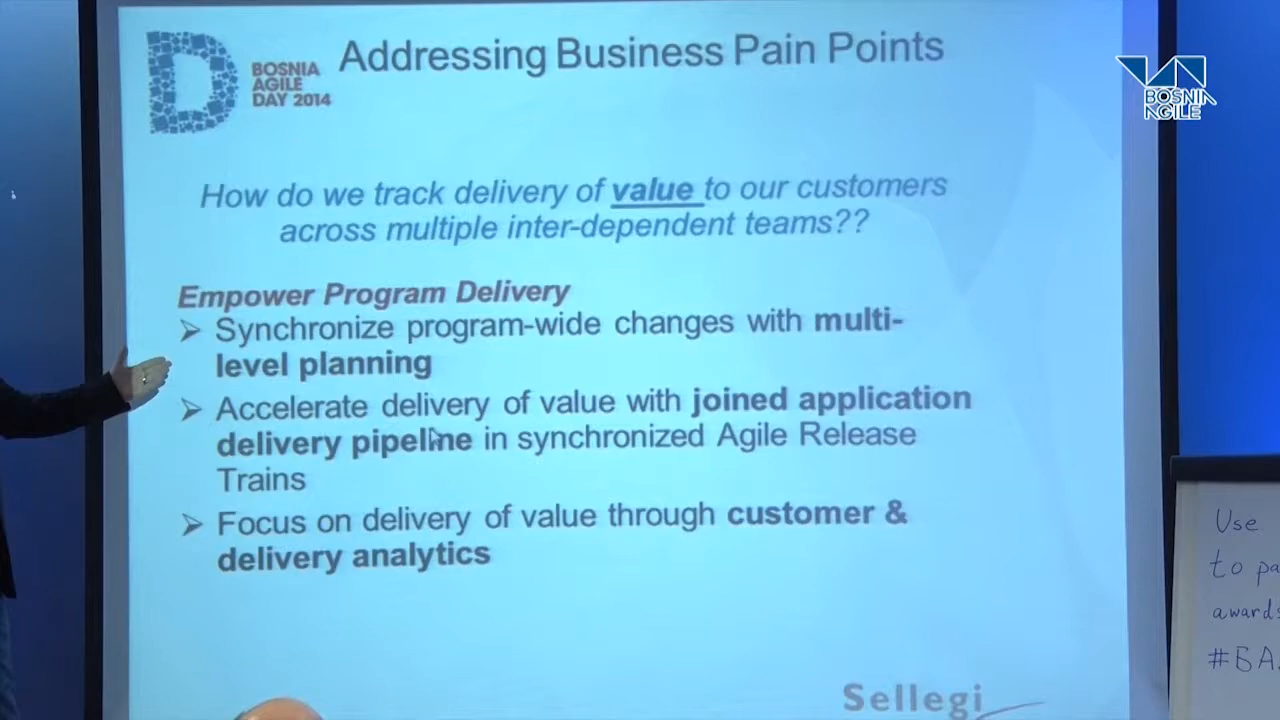 Addressing Business Pain Points
BOSNIA
AGILE
DAY 2014
BOSNIA
AGILE
How do we track delivery of value to our customers
across multiple inter-dependent teams??
Empower Program Delivery
➢ Synchronize program-wide changes with multi-
level planning
➢ Accelerate delivery of value with joined application
delivery pipeline in synchronized Agile Release
Trains
➢ Focus on delivery of value through customer &
delivery analytics
Sellegi
Use
to pa
awards
#BA